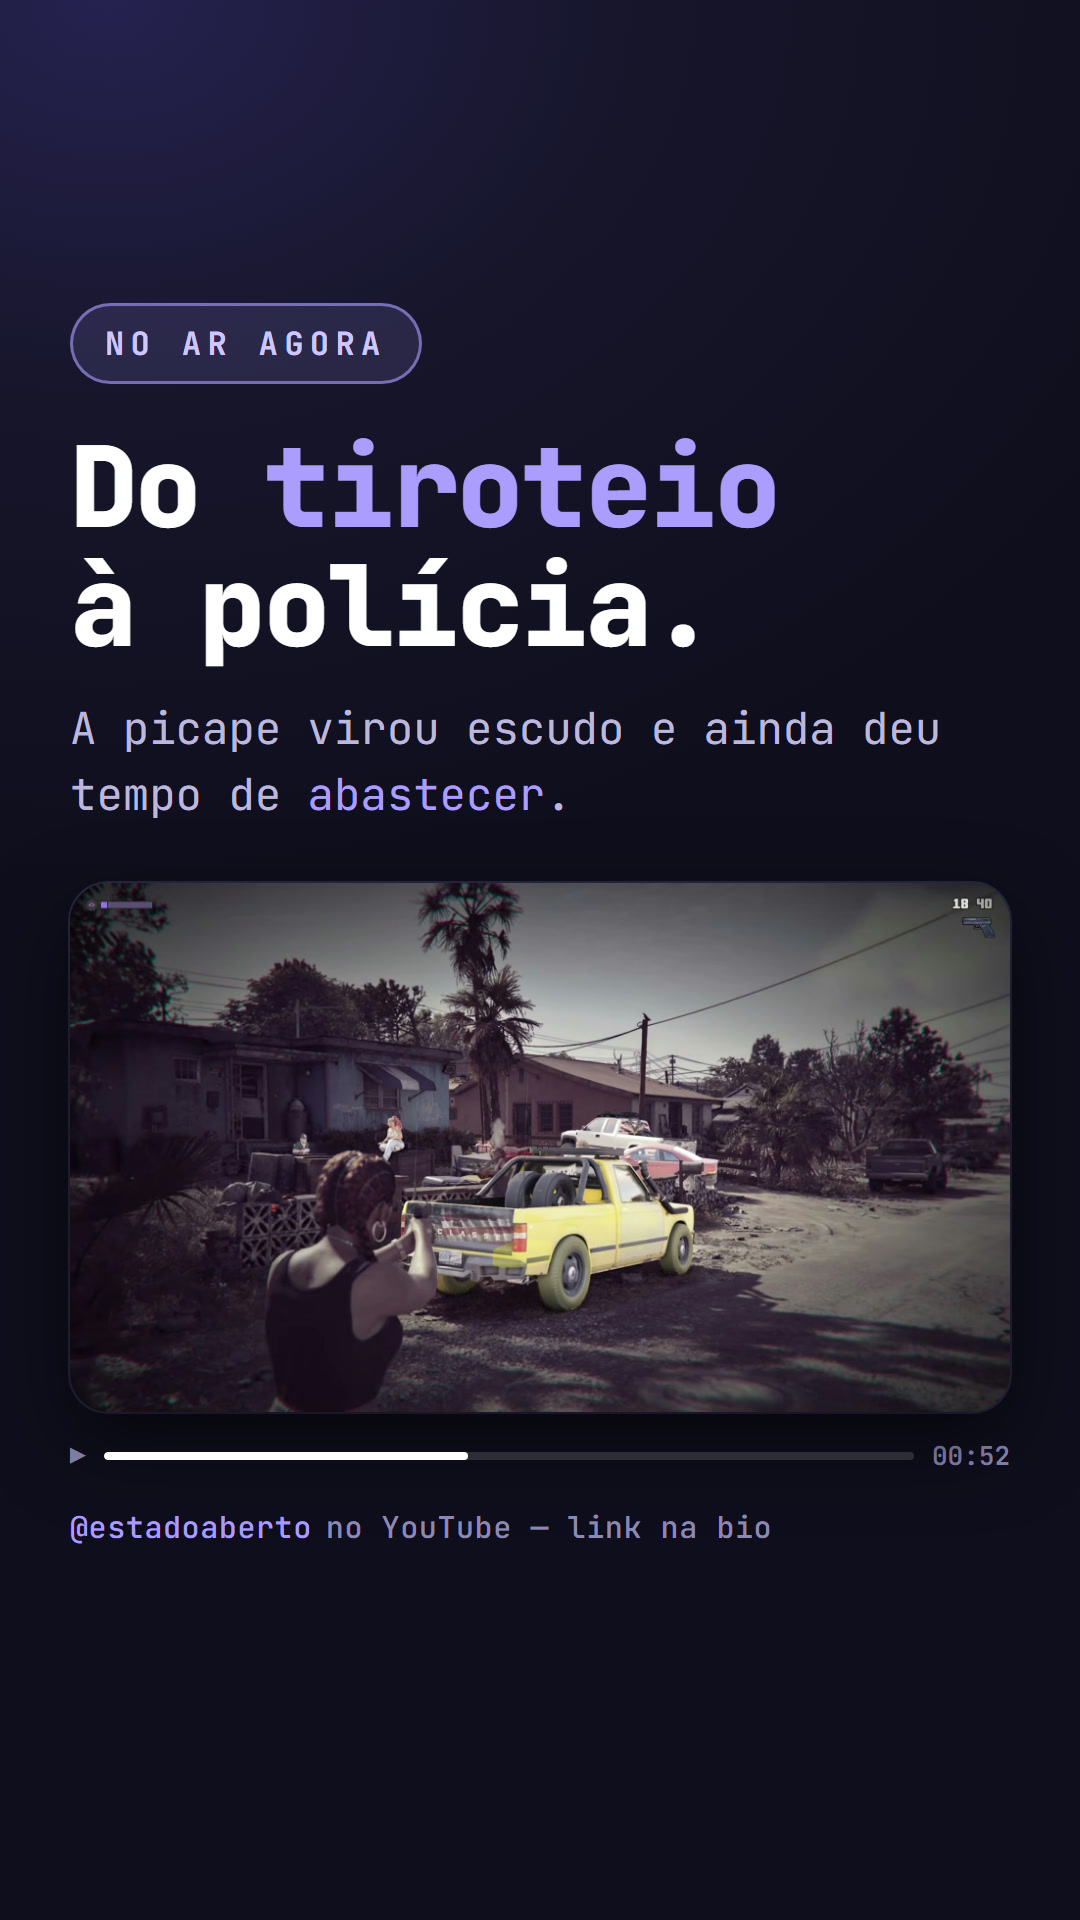 NO AR AGORA
Do tiroteio
à polícia.
A picape virou escudo e ainda deu
tempo de abastecer.
18 40
00:52
@estadoaberto no YouTube — link na bio